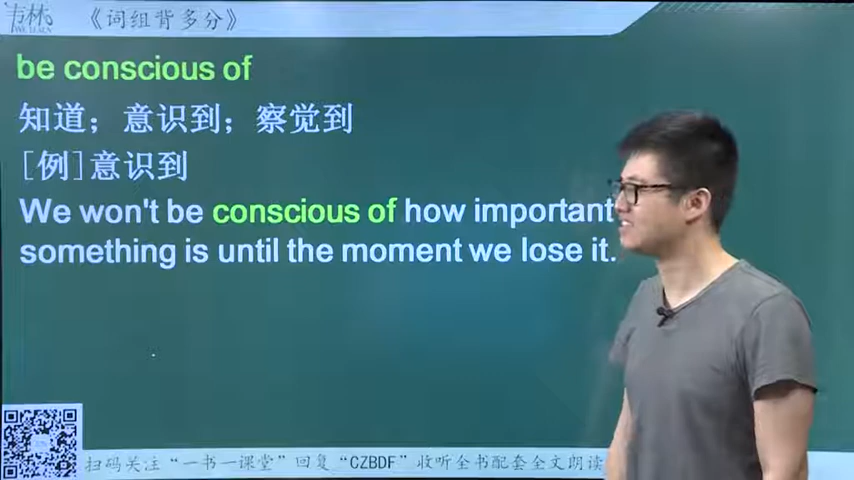 韦林
WE LEARN
《词组背多分》
be conscious of
知道；意识到；察觉到
[例]意识到
We won't be conscious of how important
something is until the moment we lose it.
扫码关注“一书一课堂”回复“CZBDF”收听全书配套全文朗读